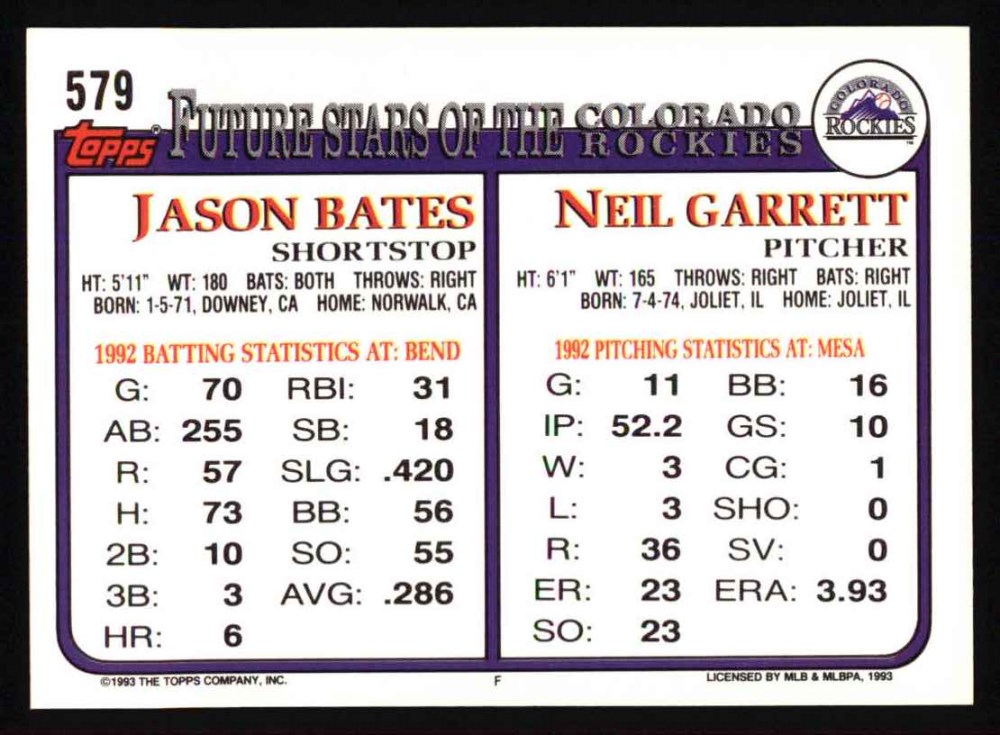 579
Topps®
FUTURE STARS OF THE COLORADO ROCKIES
COLORADO
ROCKIES
™
JASON BATES
SHORTSTOP
HT: 5'11" WT: 180 BATS: BOTH THROWS: RIGHT
BORN: 1-5-71, DOWNEY, CA HOME: NORWALK, CA
1992 BATTING STATISTICS AT: BEND
G: 70 RBI: 31
AB: 255 SB: 18
R: 57 SLG: .420
H: 73 BB: 56
2B: 10 SO: 55
3B: 3 AVG: .286
HR: 6
NEIL GARRETT
PITCHER
HT: 6'1" WT: 165 THROWS: RIGHT BATS: RIGHT
BORN: 7-4-74, JOLIET, IL HOME: JOLIET, IL
1992 PITCHING STATISTICS AT: MESA
G: 11 BB: 16
IP: 52.2 GS: 10
W: 3 CG: 1
L: 3 SHO: 0
R: 36 SV: 0
ER: 23 ERA: 3.93
SO: 23
©1993 THE TOPPS COMPANY, INC.
F
LICENSED BY MLB & MLBPA, 1993